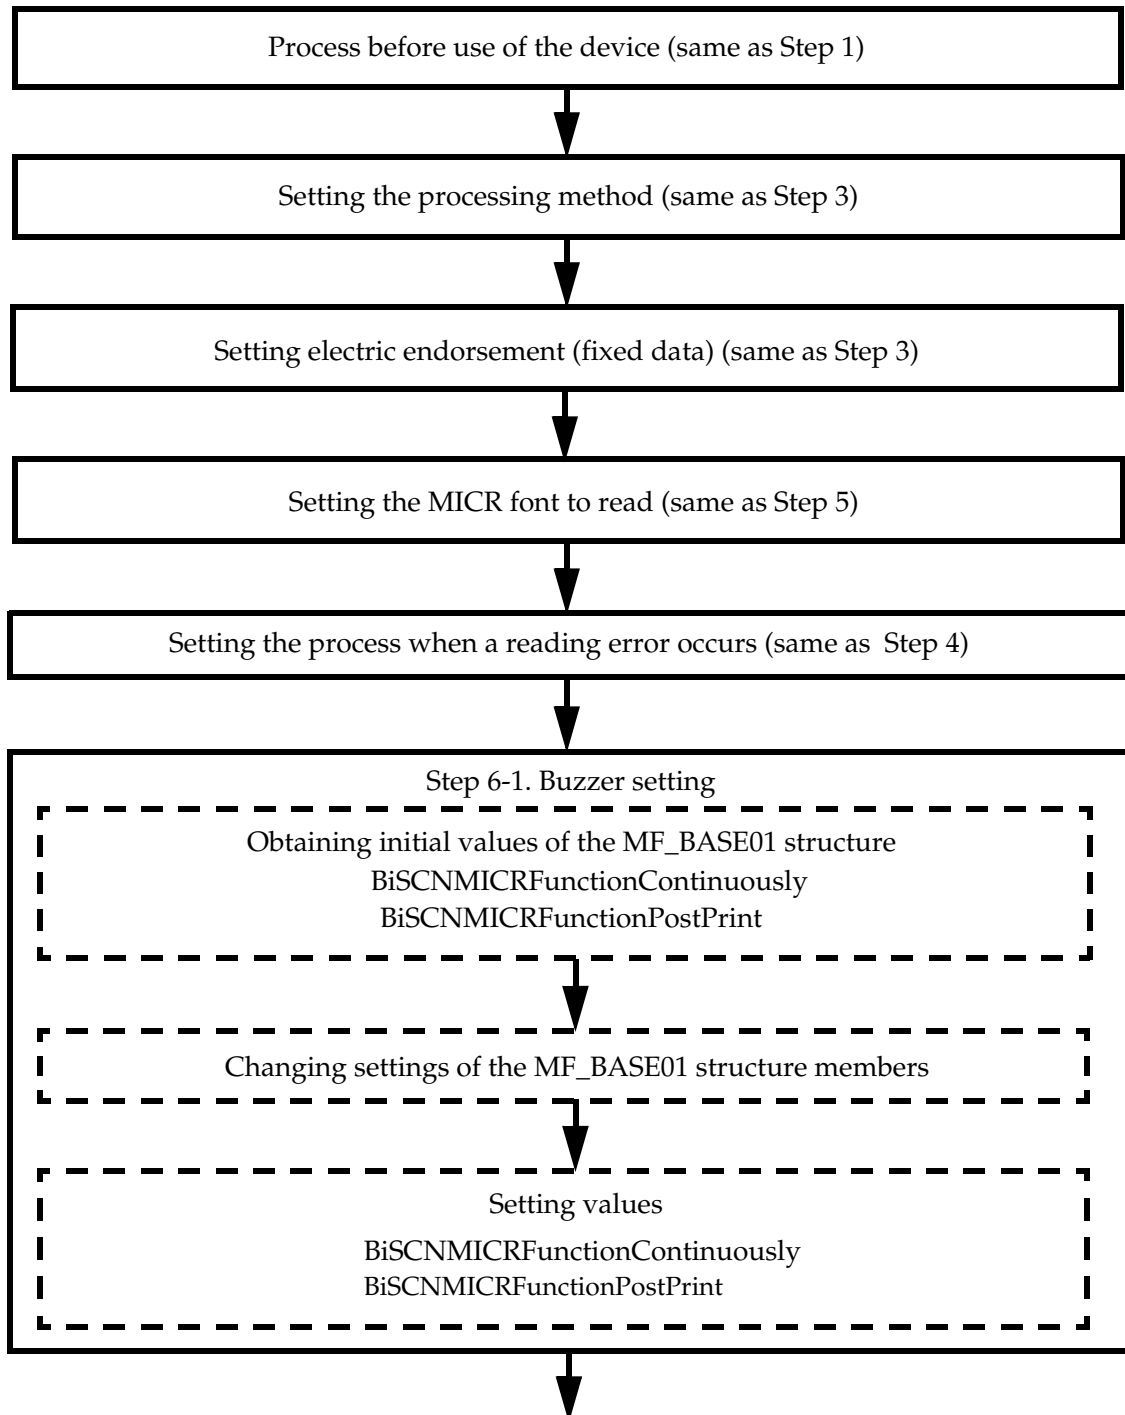 Process before use of the device (same as Step 1)
Setting the processing method (same as Step 3)
Setting electric endorsement (fixed data) (same as Step 3)
Setting the MICR font to read (same as Step 5)
Setting the process when a reading error occurs (same as  Step 4)
Step 6-1. Buzzer setting
Obtaining initial values of the MF_BASE01 structure
BiSCNMICRFunctionContinuously
BiSCNMICRFunctionPostPrint
Changing settings of the MF_BASE01 structure members
Setting values
BiSCNMICRFunctionContinuously
BiSCNMICRFunctionPostPrint